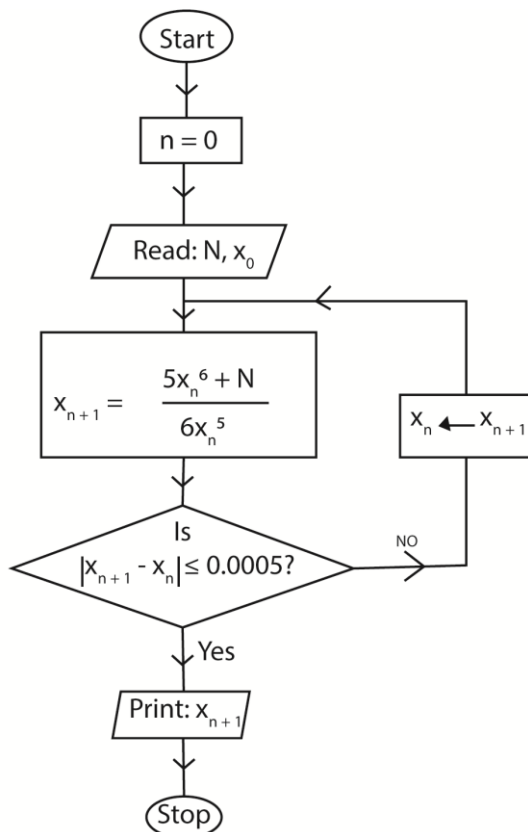 Start
n = 0
Read: N, x₀
xₙ₊₁ = (5xₙ⁶ + N) / 6xₙ⁵
xₙ ← xₙ₊₁
Is
|xₙ₊₁ - xₙ| ≤ 0.0005?
NO
Yes
Print: xₙ₊₁
Stop